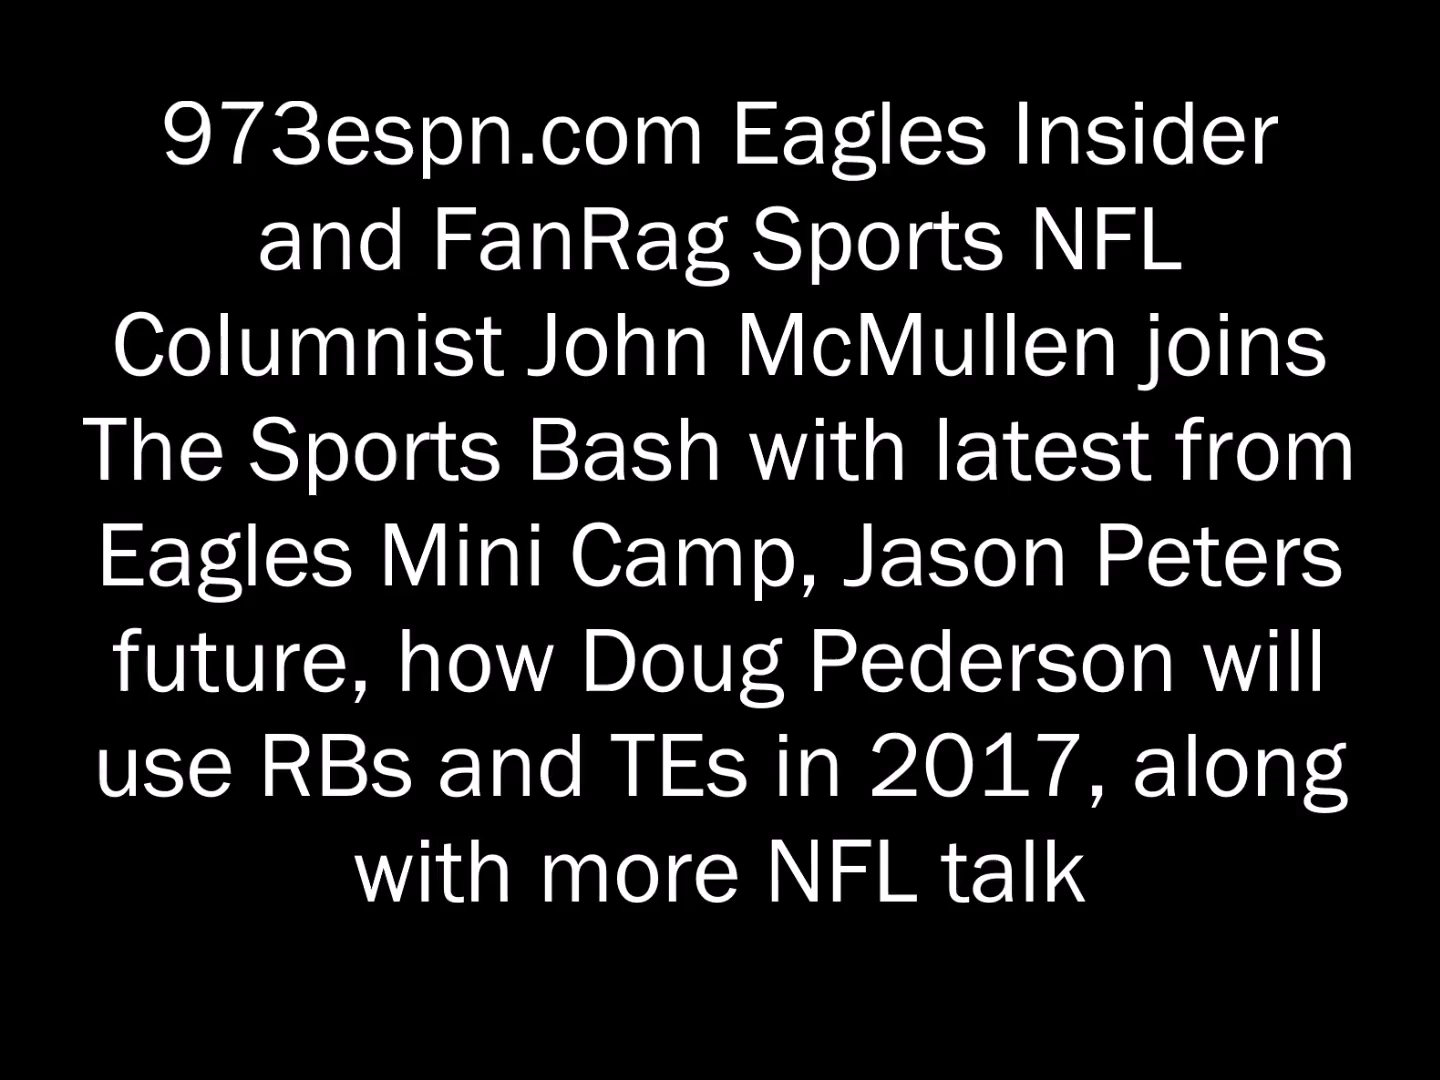 973espn.com Eagles Insider
and FanRag Sports NFL
Columnist John McMullen joins
The Sports Bash with latest from
Eagles Mini Camp, Jason Peters
future, how Doug Pederson will
use RBs and TEs in 2017, along
with more NFL talk